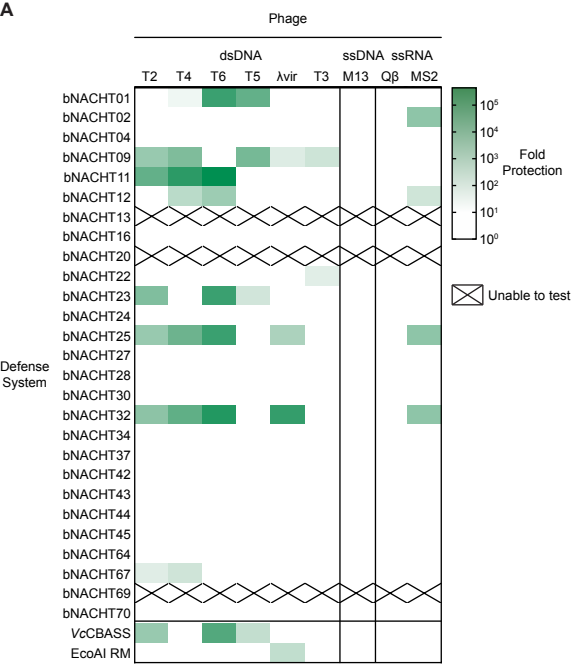 A
Phage
dsDNA ssDNA ssRNA
T2 T4 T6 T5 λvir T3 M13 Qβ MS2
bNACHT01
bNACHT02
bNACHT04
bNACHT09
bNACHT11
bNACHT12
bNACHT13
bNACHT16
bNACHT20
bNACHT22
bNACHT23
bNACHT24
bNACHT25
bNACHT27
bNACHT28
bNACHT30
bNACHT32
bNACHT34
bNACHT37
bNACHT42
bNACHT43
bNACHT44
bNACHT45
bNACHT64
bNACHT67
bNACHT69
bNACHT70
VcCBASS
EcoAI RM
Defense
System
10⁵
10⁴
10³
10²
10¹
10⁰
Fold
Protection
Unable to test